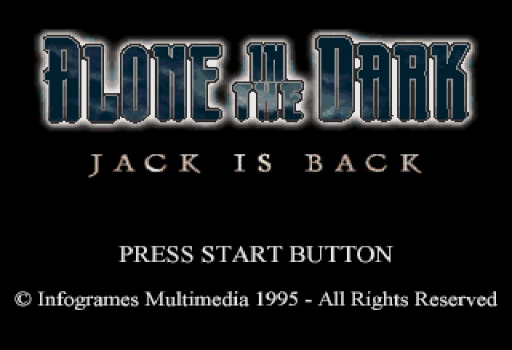 ALONE IN THE DARK
JACK IS BACK
PRESS START BUTTON
© Infogrames Multimedia 1995 - All Rights Reserved